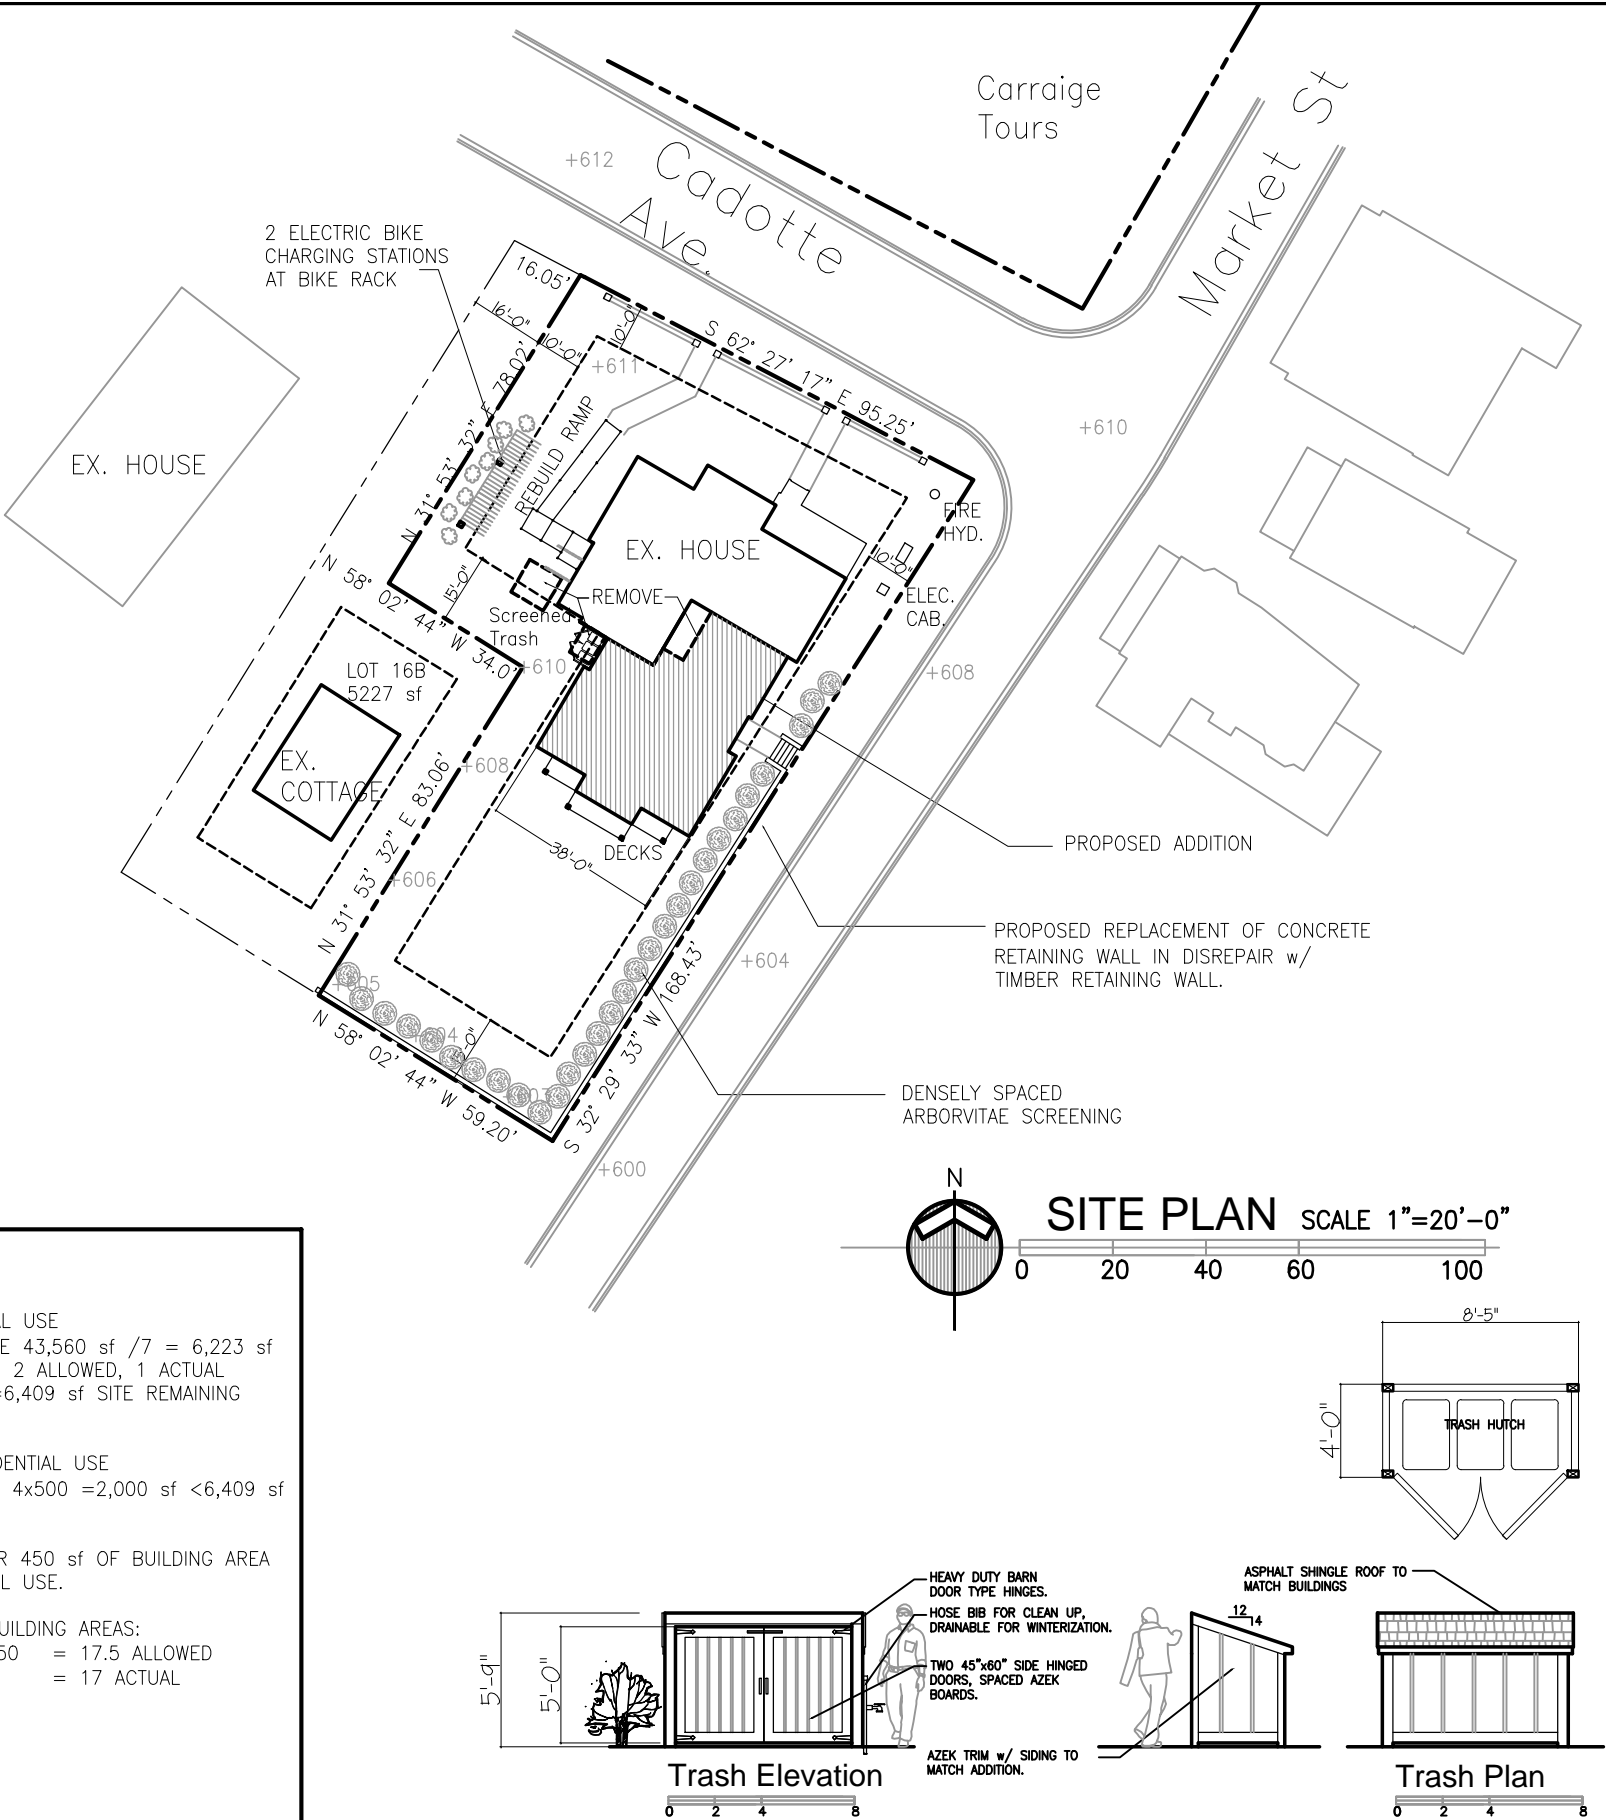 Carraige
Tours
Cadotte
Ave.
Market St
+612
2 ELECTRIC BIKE
CHARGING STATIONS
AT BIKE RACK
16.05'
16'-0"
10'-0"
10'-0"
S 62° 27' 17" E 95.25'
+611
+610
N 31° 53' 32" E 78.02'
REBUILD RAMP
EX. HOUSE
EX. HOUSE
FIRE
HYD.
10'-0"
ELEC.
CAB.
N 58° 02' 44" W 34.0'
15'-0"
REMOVE
Screened
Trash
+610
+608
LOT 16B
5227 sf
EX.
COTTAGE
+608
N 31° 53' 32" E 83.06'
+606
38'-0"
DECKS
PROPOSED ADDITION
PROPOSED REPLACEMENT OF CONCRETE
RETAINING WALL IN DISREPAIR w/
TIMBER RETAINING WALL.
+604
+605
S 32° 29' 33" W 168.43'
N 58° 02' 44" W 59.20'
DENSELY SPACED
ARBORVITAE SCREENING
+600
N
SITE PLAN SCALE 1"=20'-0"
0 20 40 60 100
AL USE
E 43,560 sf /7 = 6,223 sf
2 ALLOWED, 1 ACTUAL
=6,409 sf SITE REMAINING
DENTIAL USE
4x500 =2,000 sf <6,409 sf
R 450 sf OF BUILDING AREA
L USE.
UILDING AREAS:
50 = 17.5 ALLOWED
= 17 ACTUAL
8'-5"
4'-0"
TRASH HUTCH
HEAVY DUTY BARN
DOOR TYPE HINGES.
HOSE BIB FOR CLEAN UP,
DRAINABLE FOR WINTERIZATION.
TWO 45"x60" SIDE HINGED
DOORS, SPACED AZEK
BOARDS.
AZEK TRIM w/ SIDING TO
MATCH ADDITION.
ASPHALT SHINGLE ROOF TO
MATCH BUILDINGS
12
4
5'-9"
5'-0"
Trash Elevation
0 2 4 8
Trash Plan
0 2 4 8